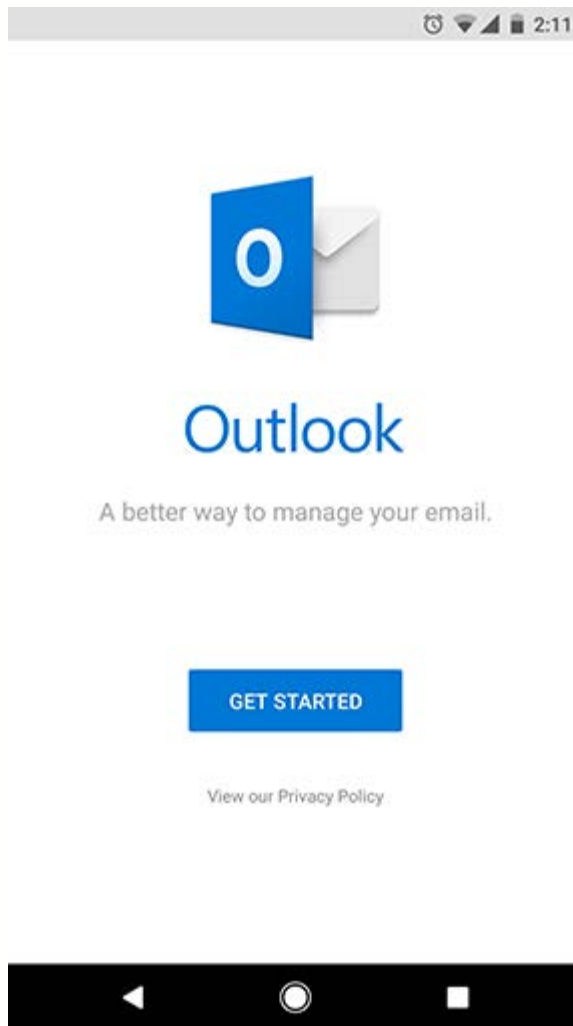 2:11
O
Outlook
A better way to manage your email.
GET STARTED
View our Privacy Policy